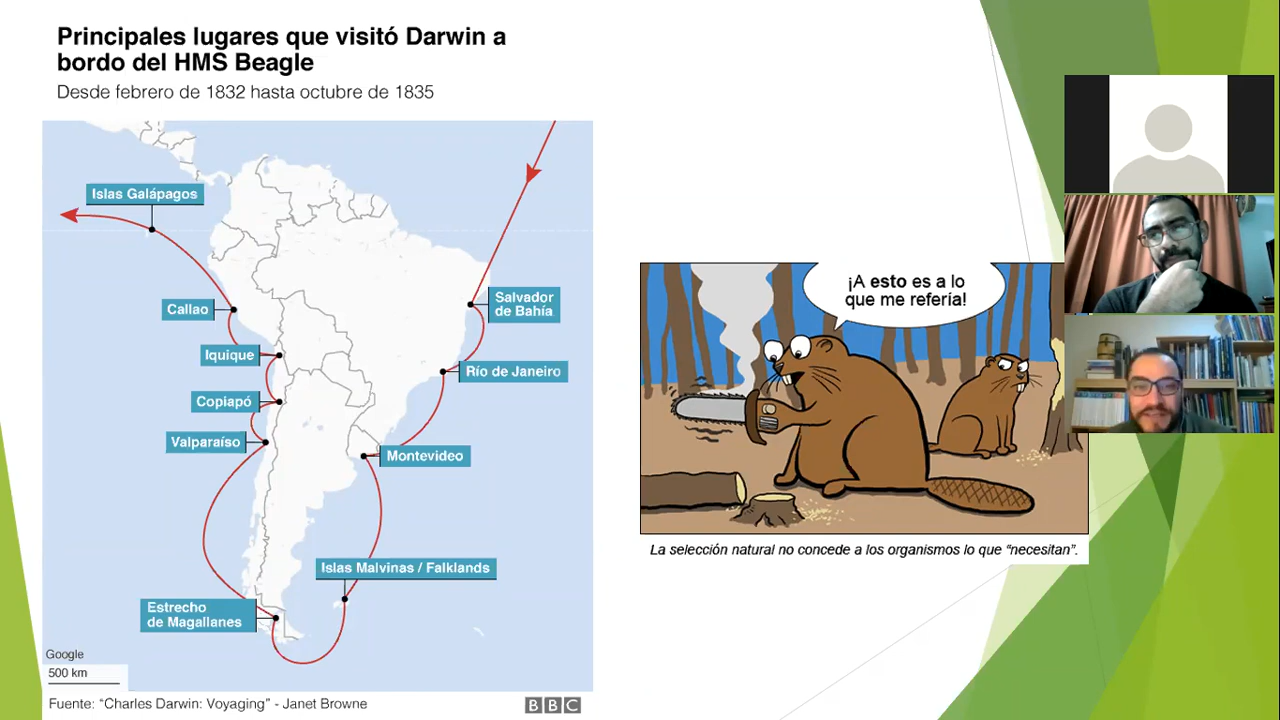 Principales lugares que visitó Darwin a
bordo del HMS Beagle
Desde febrero de 1832 hasta octubre de 1835
Islas Galápagos
Callao
Iquique
Copiapó
Valparaíso
Salvador
de Bahía
Río de Janeiro
Montevideo
Islas Malvinas / Falklands
Estrecho
de Magallanes
Google
500 km
Fuente: “Charles Darwin: Voyaging” - Janet Browne
BBC
¡A esto es a lo
que me refería!
La selección natural no concede a los organismos lo que “necesitan”.